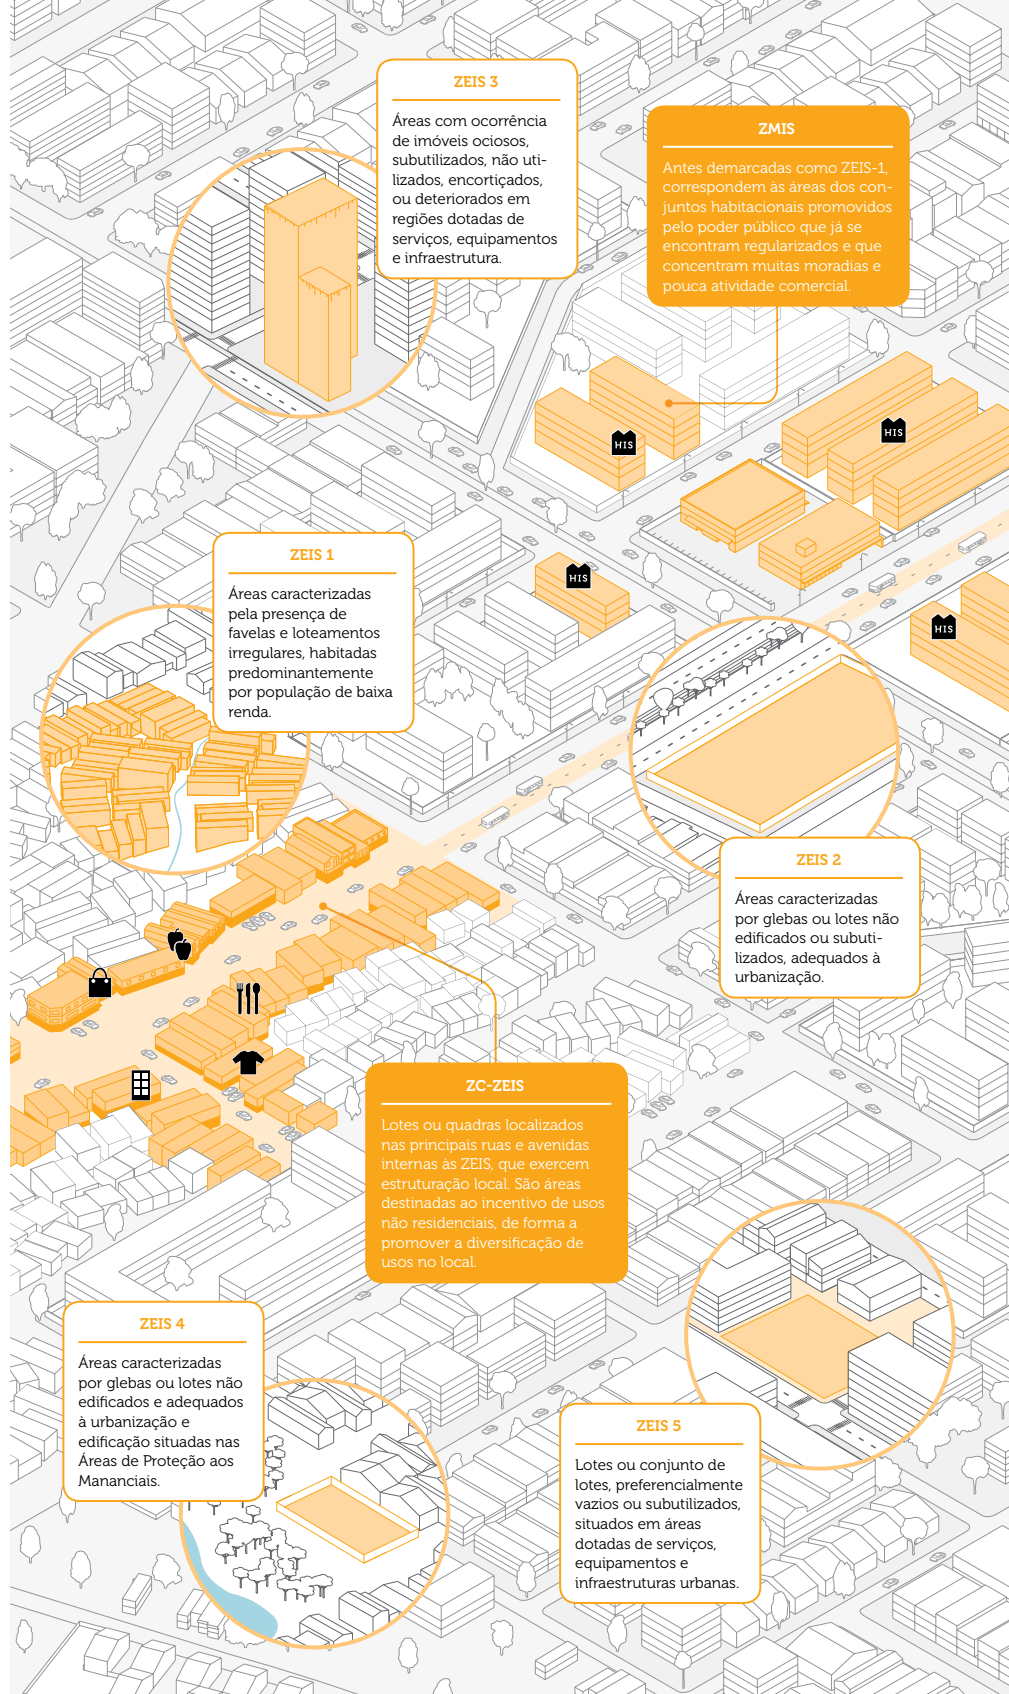 ZEIS 3
Áreas com ocorrência
de imóveis ociosos,
subutilizados, não uti-
lizados, encortiçados,
ou deteriorados em
regiões dotadas de
serviços, equipamentos
e infraestrutura.
ZMIS
Antes demarcadas como ZEIS-1,
correspondem às áreas dos con-
juntos habitacionais promovidos
pelo poder público que já se
encontram regularizados e que
concentram muitas moradias e
pouca atividade comercial.
HIS
HIS
HIS
HIS
ZEIS 1
Áreas caracterizadas
pela presença de
favelas e loteamentos
irregulares, habitadas
predominantemente
por população de baixa
renda.
ZEIS 2
Áreas caracterizadas
por glebas ou lotes não
edificados ou subuti-
lizados, adequados à
urbanização.
ZC-ZEIS
Lotes ou quadras localizados
nas principais ruas e avenidas
internas às ZEIS, que exercem
estruturação local. São áreas
destinadas ao incentivo de usos
não residenciais, de forma a
promover a diversificação de
usos no local.
ZEIS 4
Áreas caracterizadas
por glebas ou lotes não
edificados e adequados
à urbanização e
edificação situadas nas
Áreas de Proteção aos
Mananciais.
ZEIS 5
Lotes ou conjunto de
lotes, preferencialmente
vazios ou subutilizados,
situados em áreas
dotadas de serviços,
equipamentos e
infraestruturas urbanas.